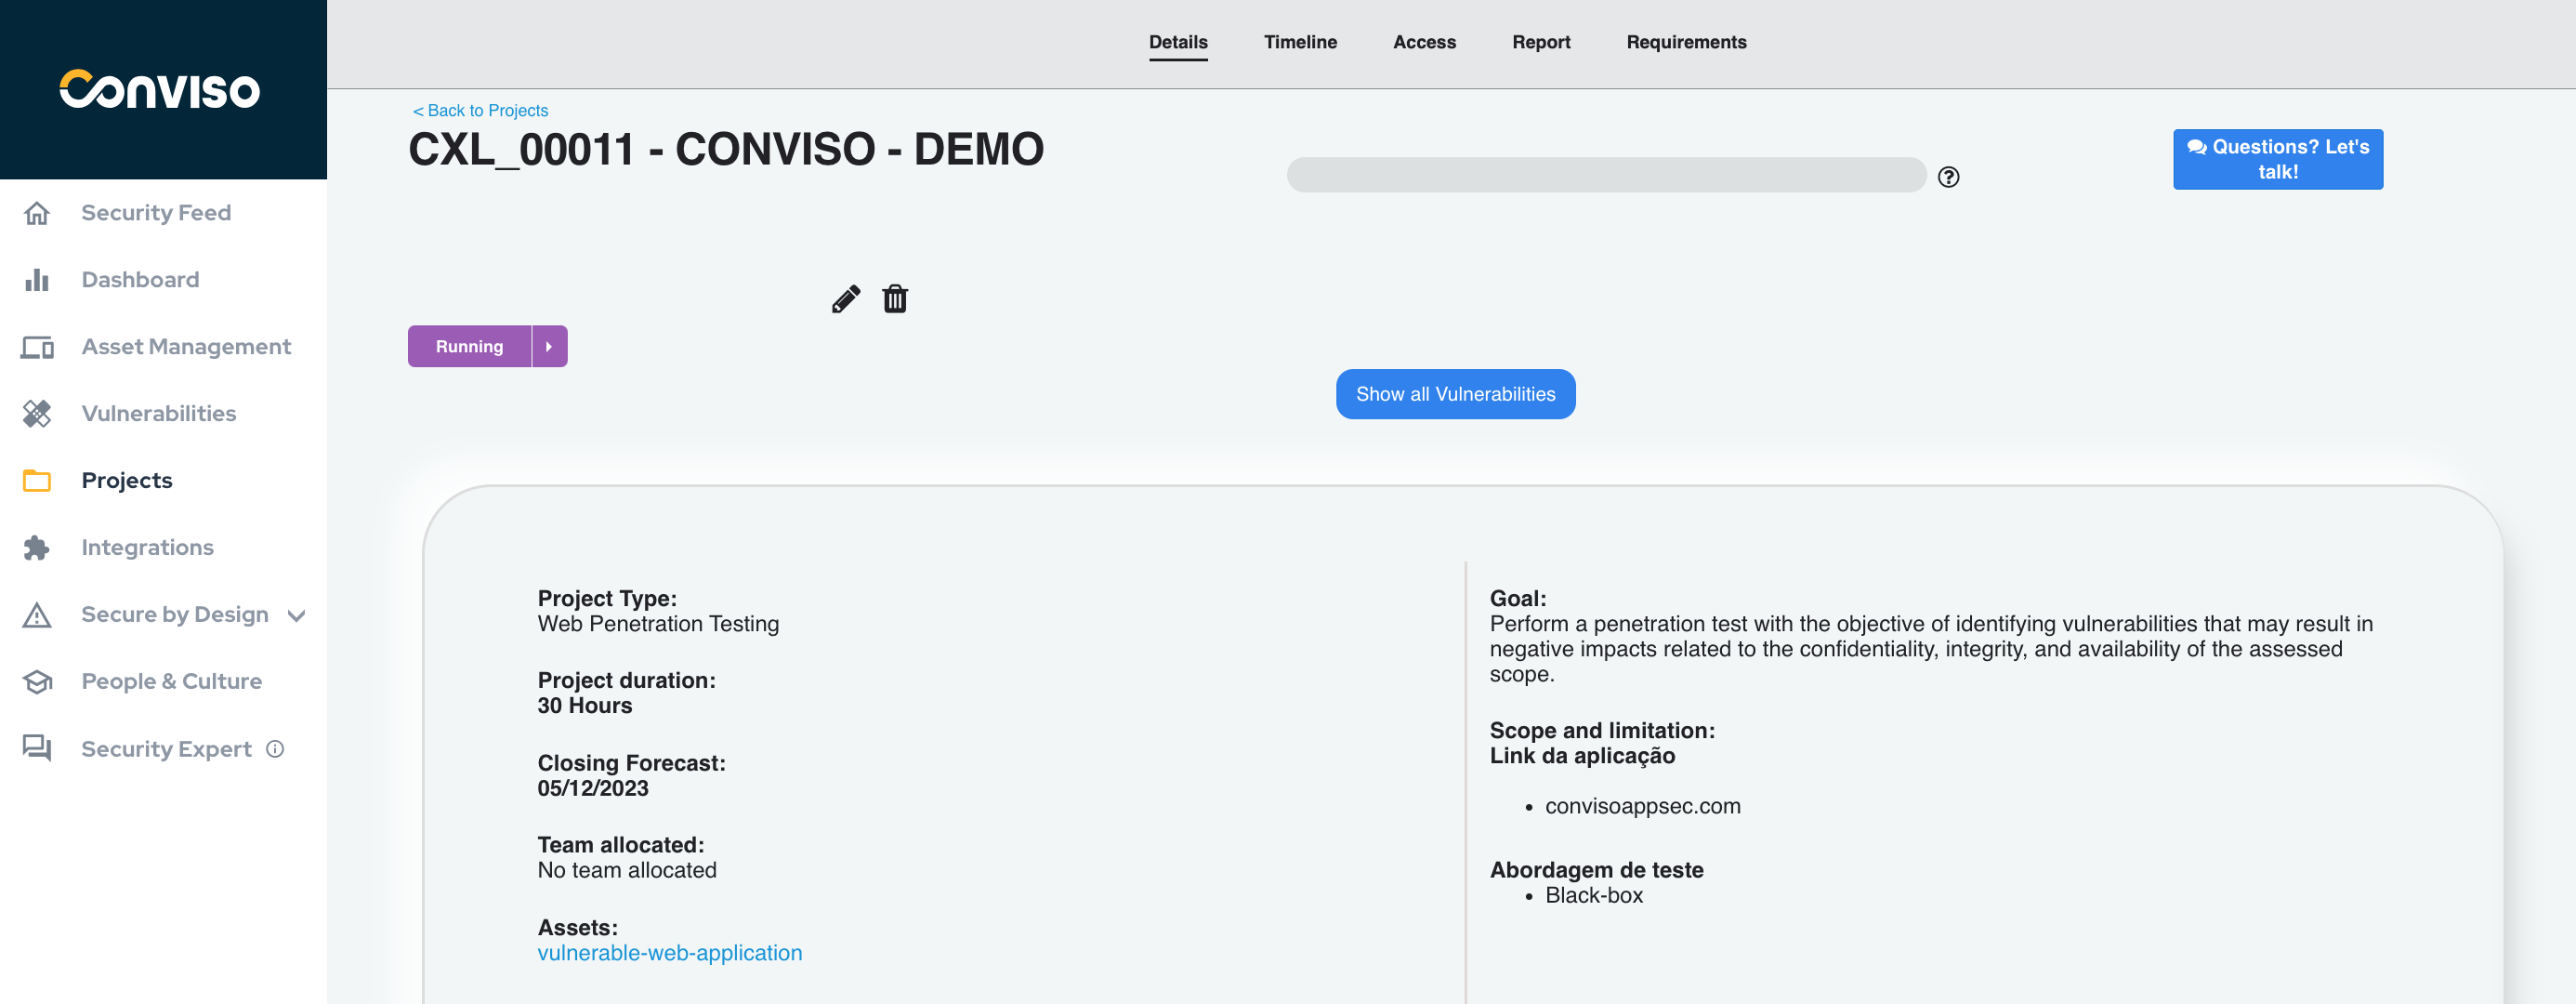 Conviso
Details
Timeline
Access
Report
Requirements
< Back to Projects
CXL_00011 - CONVISO - DEMO
Questions? Let's
talk!
Security Feed
Dashboard
Asset Management
Vulnerabilities
Projects
Integrations
Secure by Design
People & Culture
Security Expert
Running
Show all Vulnerabilities
Project Type:
Web Penetration Testing
Project duration:
30 Hours
Closing Forecast:
05/12/2023
Team allocated:
No team allocated
Assets:
vulnerable-web-application
Goal:
Perform a penetration test with the objective of identifying vulnerabilities that may result in
negative impacts related to the confidentiality, integrity, and availability of the assessed
scope.
Scope and limitation:
Link da aplicação
• convisoappsec.com
Abordagem de teste
• Black-box